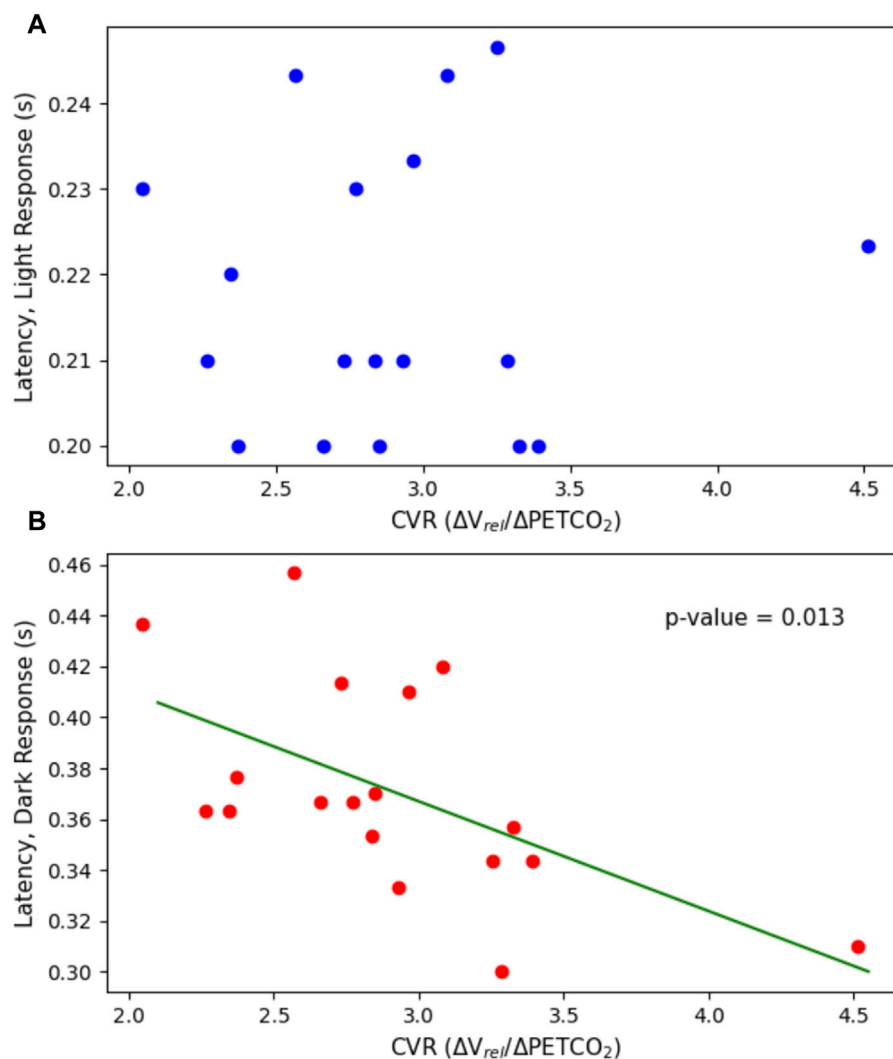 A
Latency, Light Response (s)
0.24
0.23
0.22
0.21
0.20
2.0 2.5 3.0 3.5 4.0 4.5
CVR (ΔV_rel/ΔPETCO₂)
B
Latency, Dark Response (s)
0.46
0.44
0.42
0.40
0.38
0.36
0.34
0.32
0.30
p-value = 0.013
2.0 2.5 3.0 3.5 4.0 4.5
CVR (ΔV_rel/ΔPETCO₂)